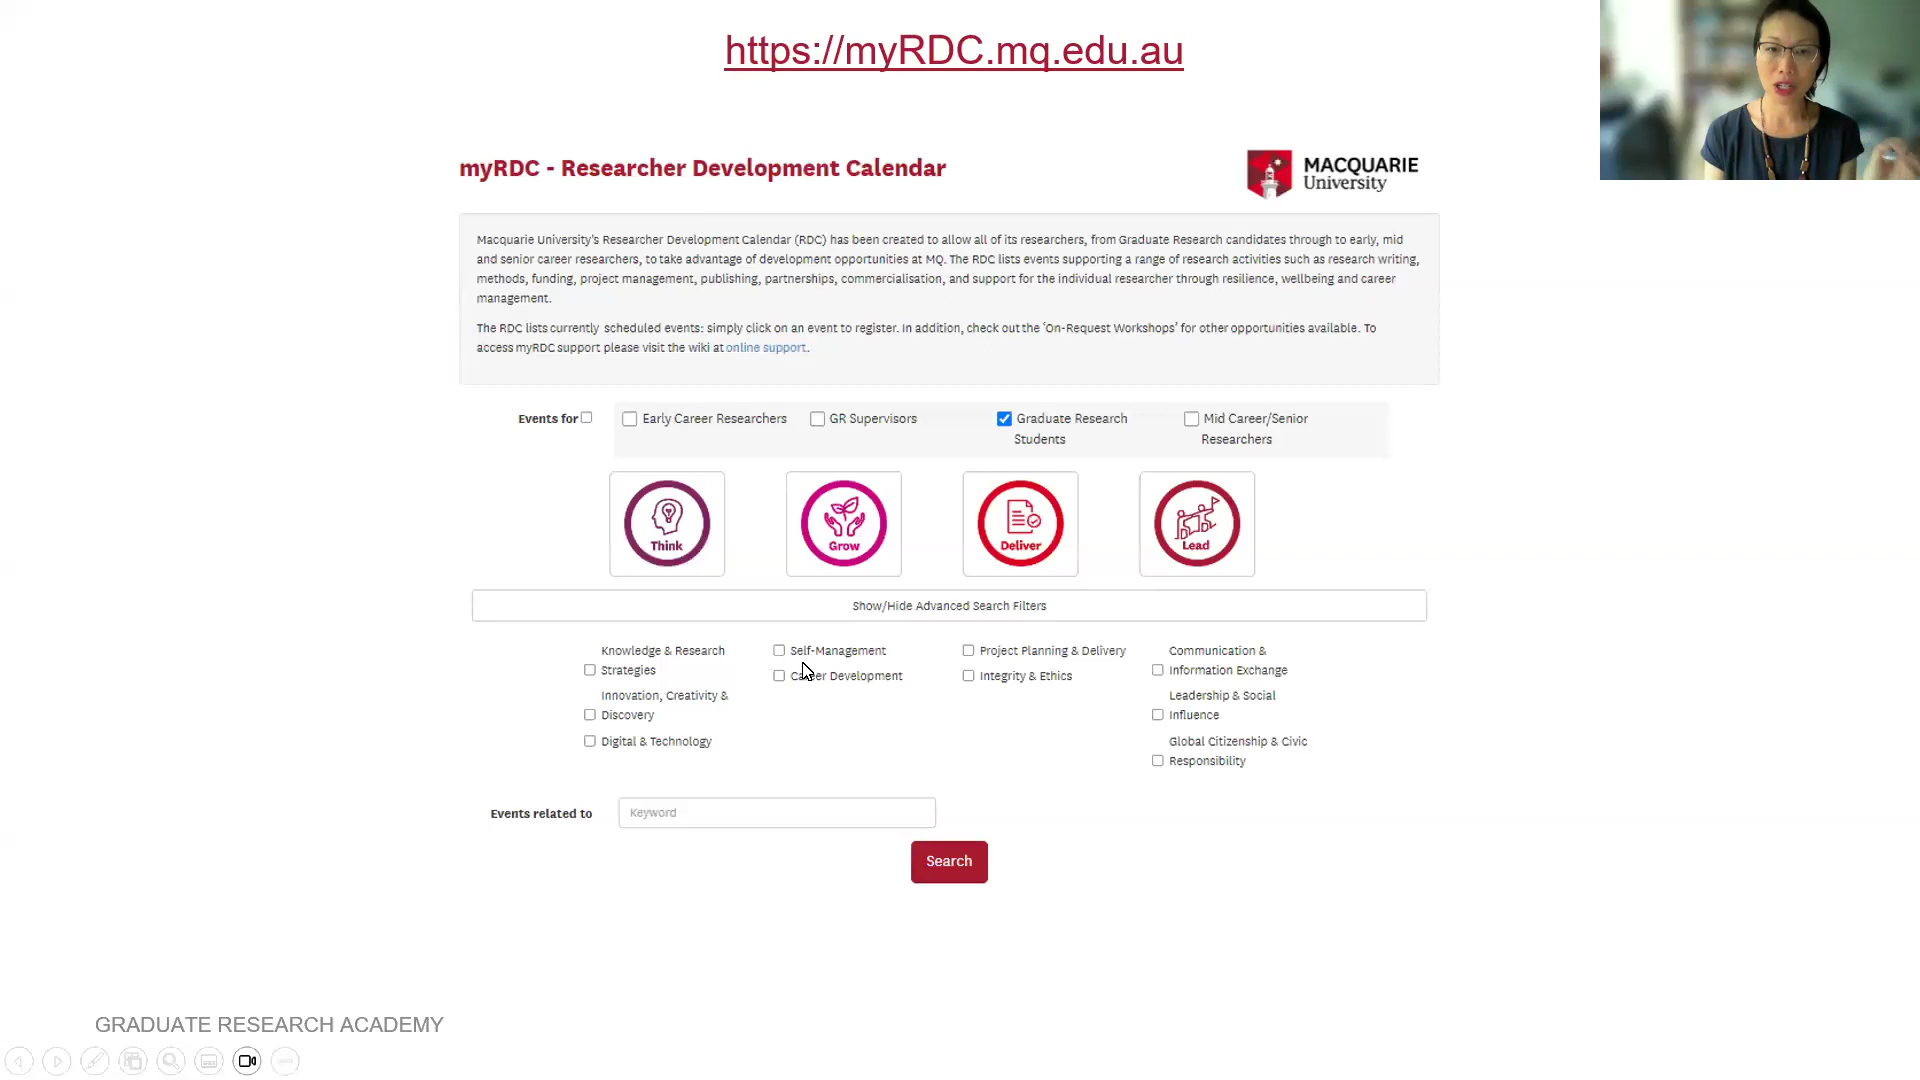 https://myRDC.mq.edu.au
myRDC - Researcher Development Calendar
MACQUARIE
University
Macquarie University's Researcher Development Calendar (RDC) has been created to allow all of its researchers, from Graduate Research candidates through to early, mid
and senior career researchers, to take advantage of development opportunities at MQ. The RDC lists events supporting a range of research activities such as research writing,
methods, funding, project management, publishing, partnerships, commercialisation, and support for the individual researcher through resilience, wellbeing and career
management.
The RDC lists currently scheduled events: simply click on an event to register. In addition, check out the 'On-Request Workshops' for other opportunities available. To
access myRDC support please visit the wiki at online support.
Events for
Early Career Researchers
GR Supervisors
Graduate Research
Students
Mid Career/Senior
Researchers
Think
Grow
Deliver
Lead
Show/Hide Advanced Search Filters
Knowledge & Research
Strategies
Innovation, Creativity &
Discovery
Digital & Technology
Self-Management
Career Development
Project Planning & Delivery
Integrity & Ethics
Communication &
Information Exchange
Leadership & Social
Influence
Global Citizenship & Civic
Responsibility
Events related to
Keyword
Search
GRADUATE RESEARCH ACADEMY